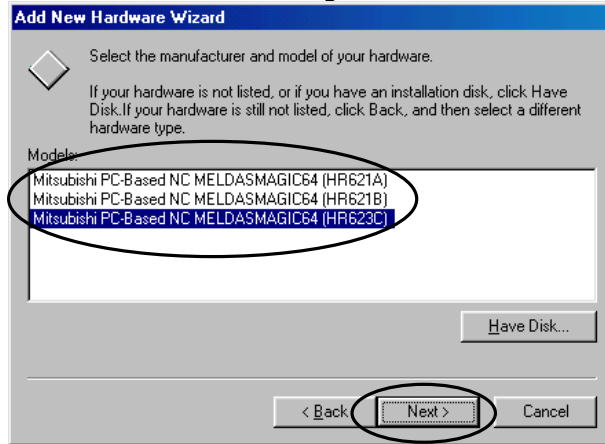 Add New Hardware Wizard
Select the manufacturer and model of your hardware.
If your hardware is not listed, or if you have an installation disk, click Have
Disk.If your hardware is still not listed, click Back, and then select a different
hardware type.
Models:
Mitsubishi PC-Based NC MELDASMAGIC64 (HR621A)
Mitsubishi PC-Based NC MELDASMAGIC64 (HR621B)
Mitsubishi PC-Based NC MELDASMAGIC64 (HR623C)
Have Disk...
< Back
Next >
Cancel